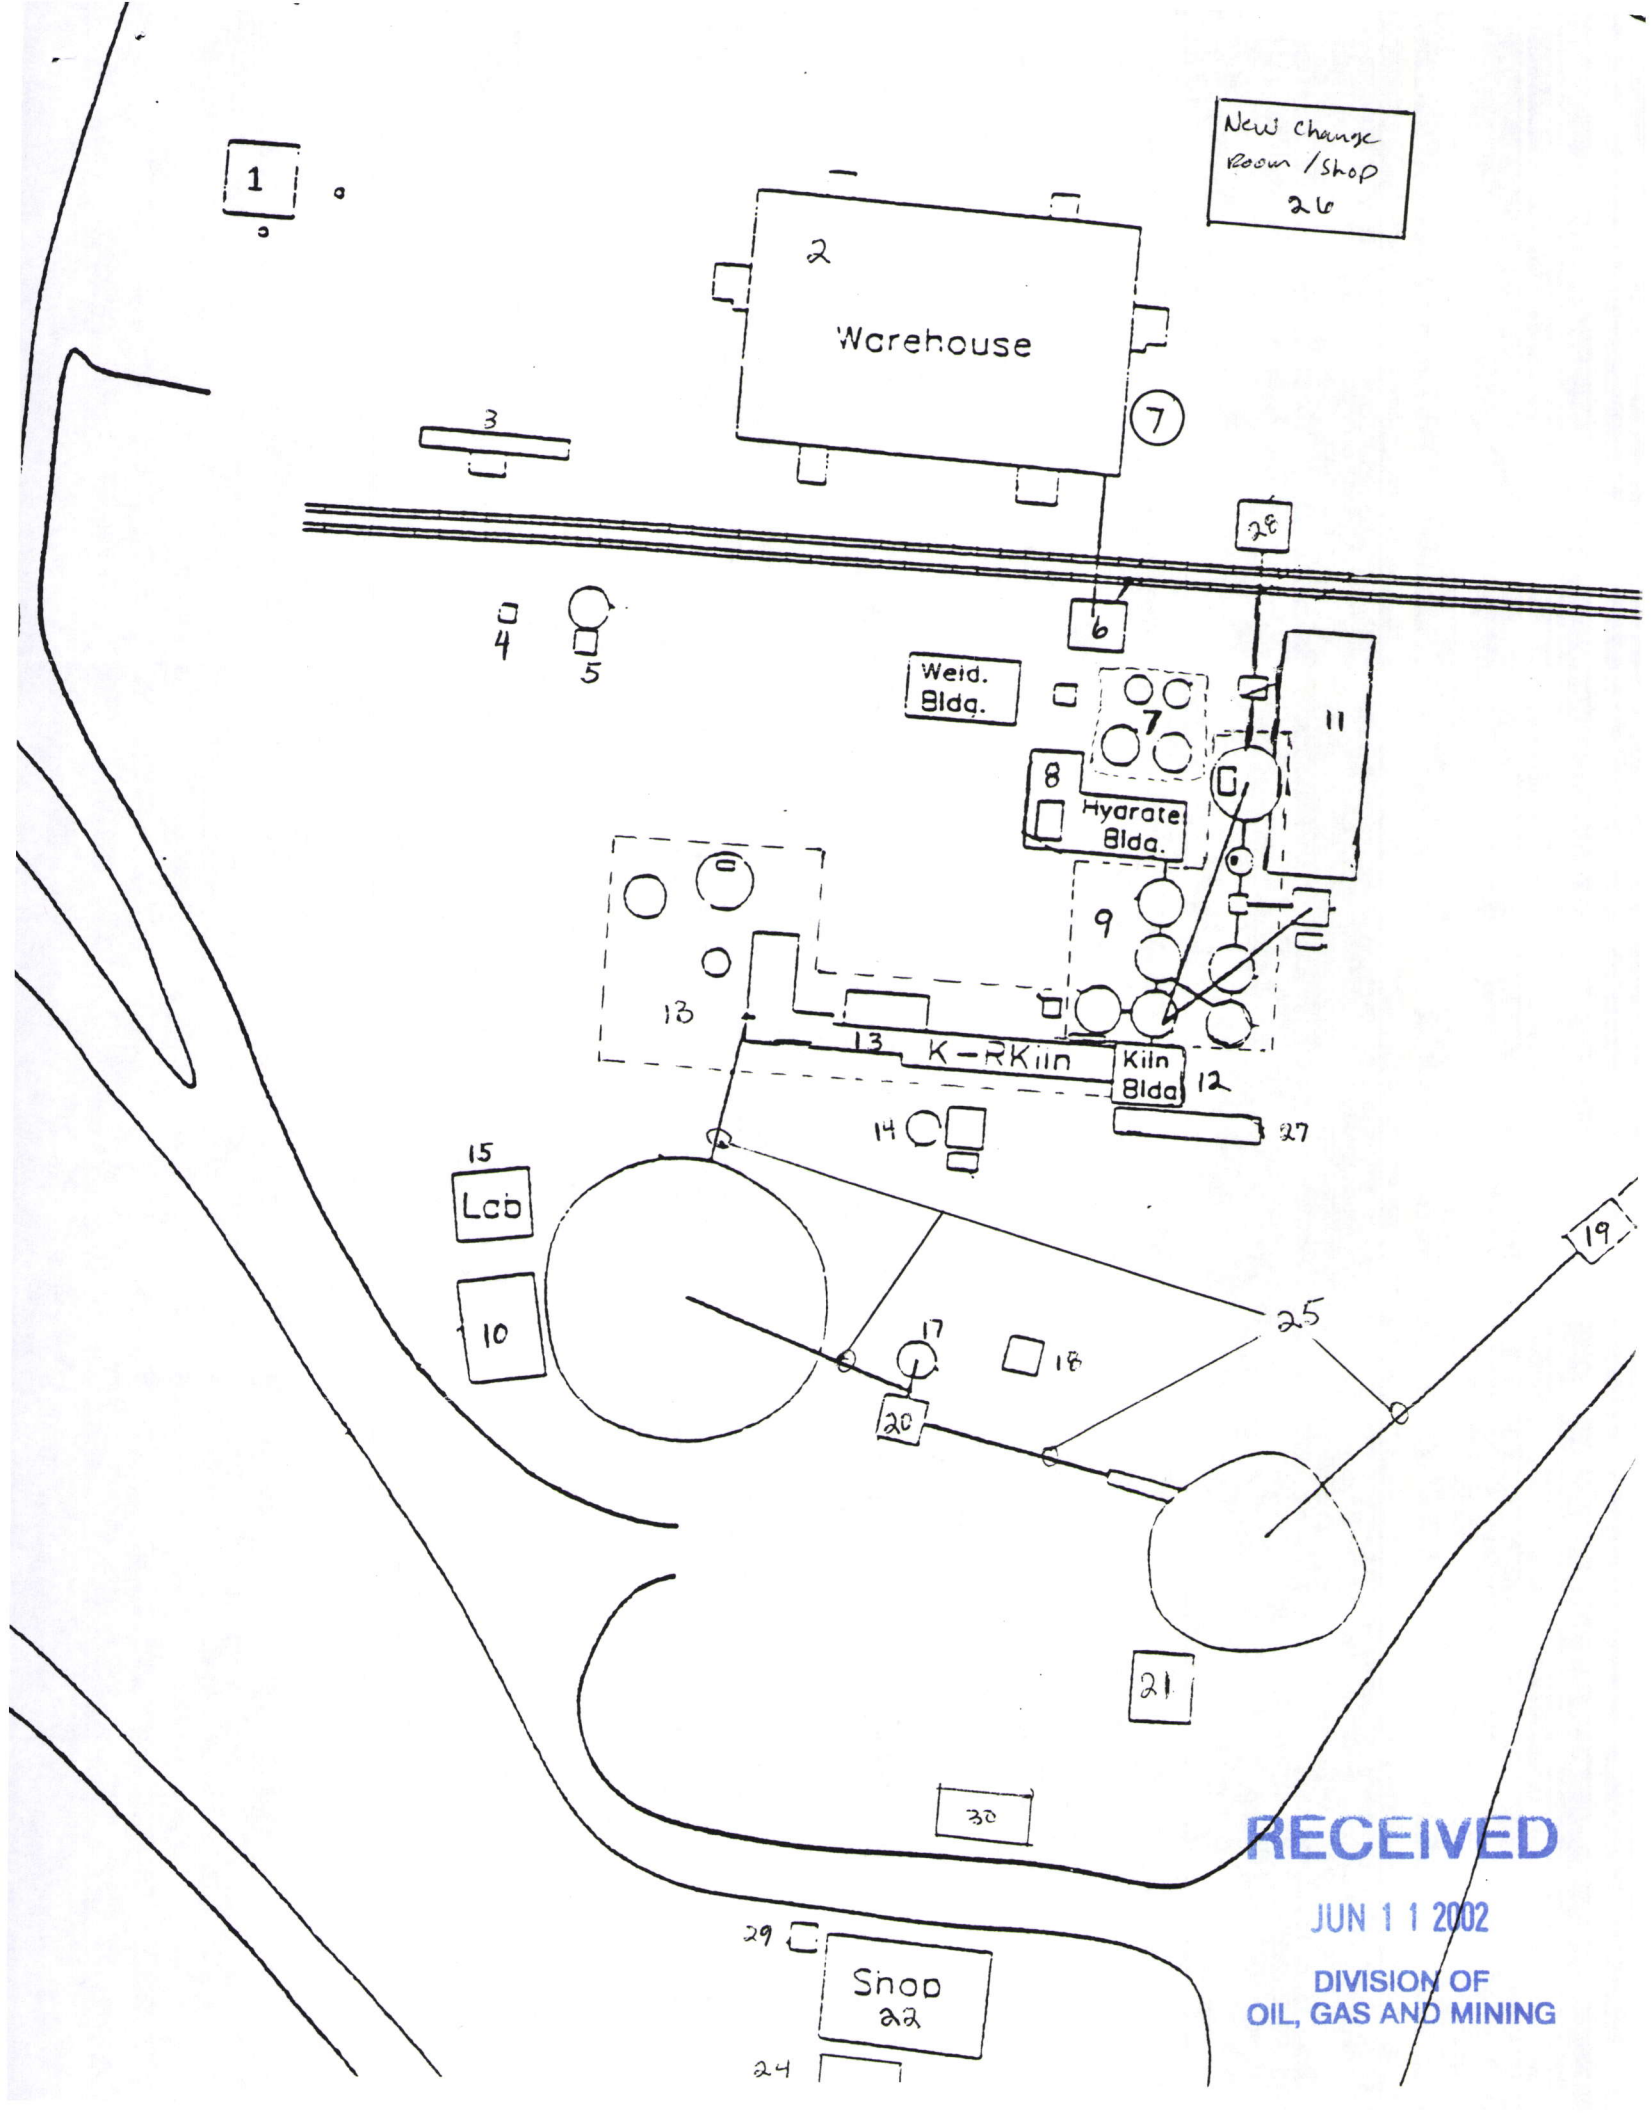 New Change
Room / Shop
26
1
2
Warehouse
7
3
28
4
5
6
Weld.
Bldg.
7
11
8
Hydrate
Bldg.
9
13
13
K-RKiln
Kiln
Bldg
12
14
27
15
Lab
19
10
25
17
18
20
21
30
RECEIVED
JUN 11 2002
DIVISION OF
OIL, GAS AND MINING
29
Shop
22
24